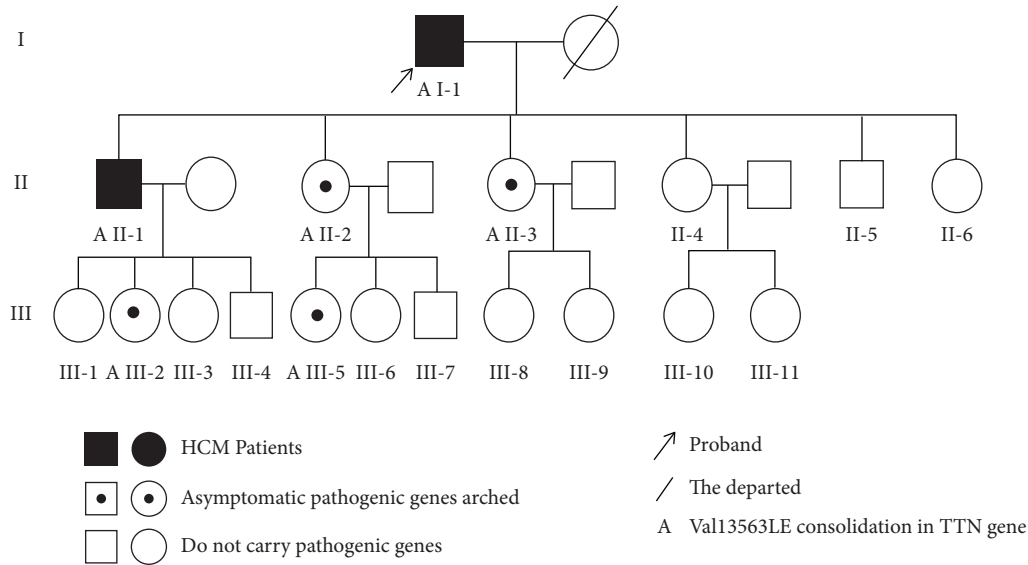 I
A I-1
II
A II-1 A II-2 A II-3 II-4 II-5 II-6
III
III-1 A III-2 III-3 III-4 A III-5 III-6 III-7 III-8 III-9 III-10 III-11
HCM Patients
Asymptomatic pathogenic genes arched
Do not carry pathogenic genes
Proband
The departed
A Val13563LE consolidation in TTN gene